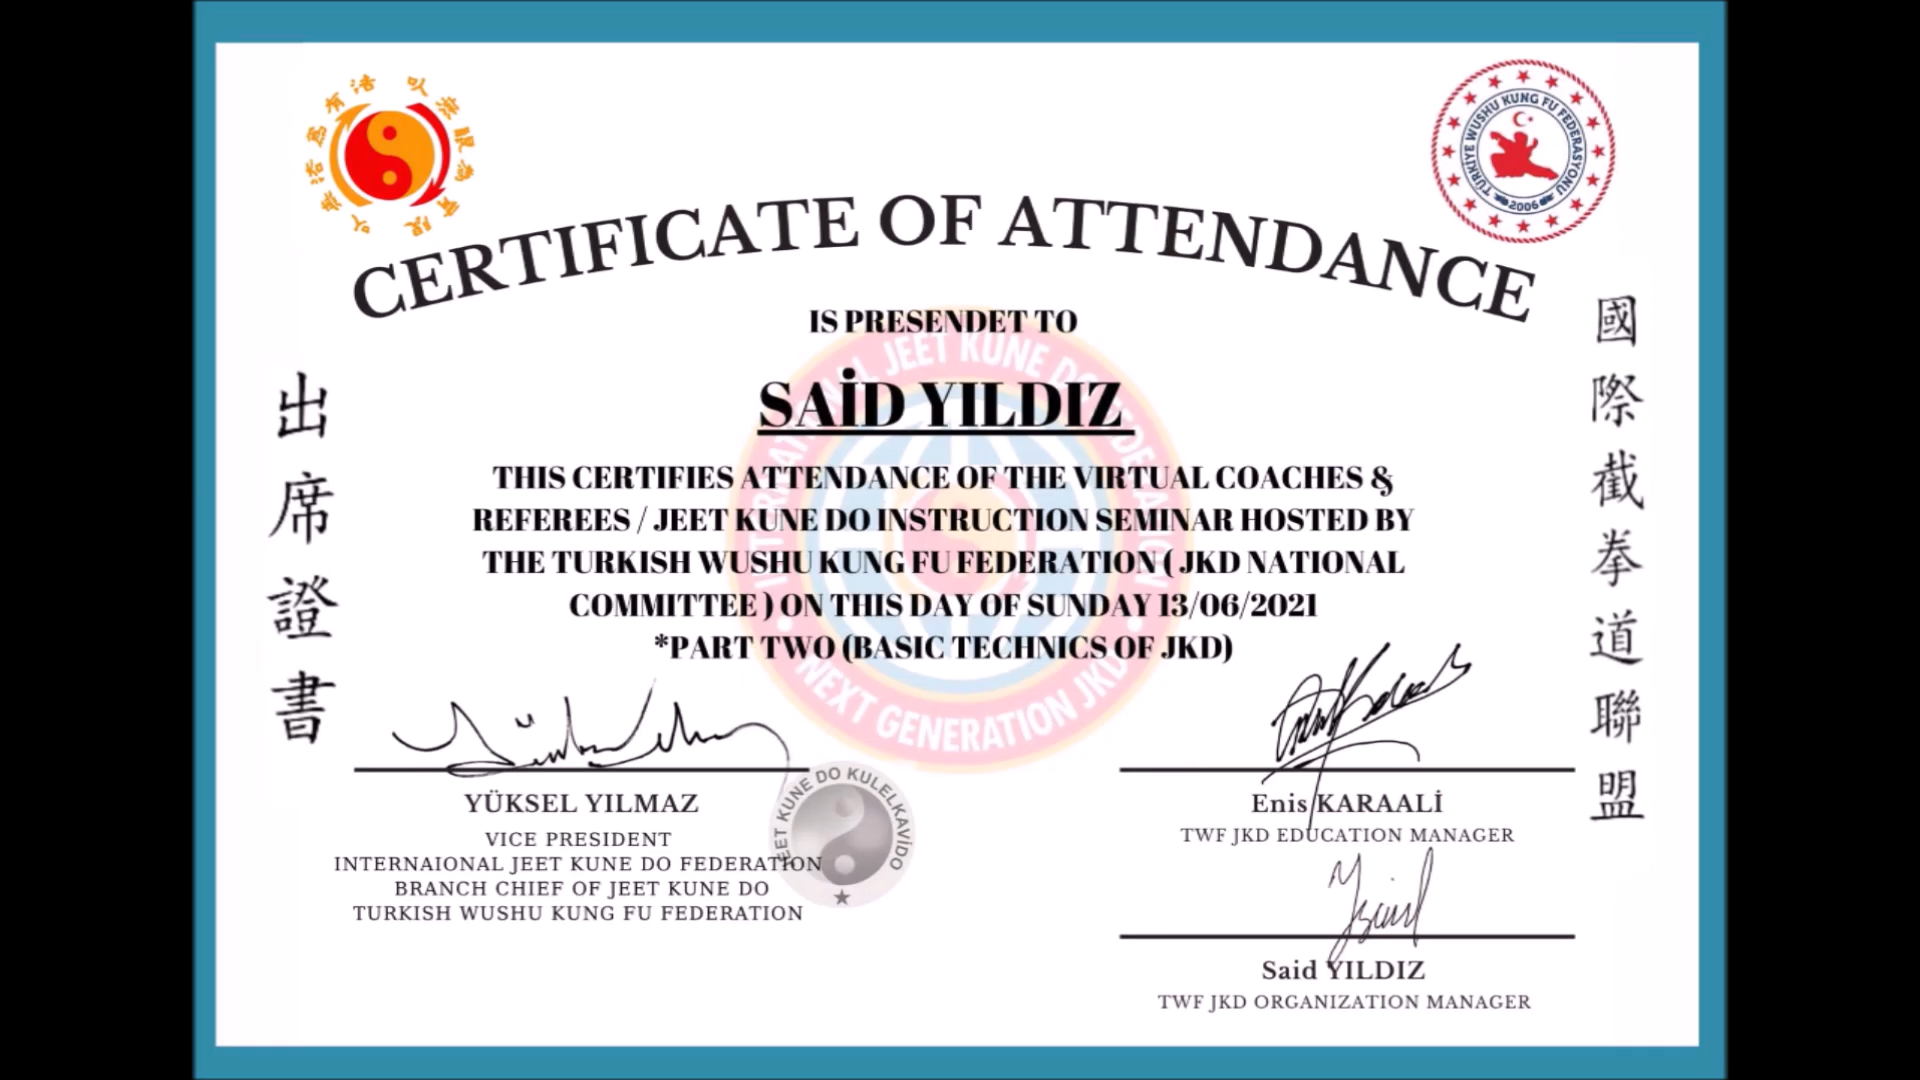 CERTIFICATE OF ATTENDANCE
TÜRKİYE WUSHU KUNG FU FEDERASYONU
2006
IS PRESENDET TO
SAİD YILDIZ
THIS CERTIFIES ATTENDANCE OF THE VIRTUAL COACHES &
REFEREES / JEET KUNE DO INSTRUCTION SEMINAR HOSTED BY
THE TURKISH WUSHU KUNG FU FEDERATION ( JKD NATIONAL
COMMITTEE ) ON THIS DAY OF SUNDAY 13/06/2021
*PART TWO (BASIC TECHNICS OF JKD)
NEXT GENERATION JKD
出席證書
國際截拳道聯盟
YÜKSEL YILMAZ
VICE PRESIDENT
INTERNAIONAL JEET KUNE DO FEDERATION
BRANCH CHIEF OF JEET KUNE DO
TURKISH WUSHU KUNG FU FEDERATION
JEET KUNE DO KULELKAVİDO
Enis KARAALİ
TWF JKD EDUCATION MANAGER
Said YILDIZ
TWF JKD ORGANIZATION MANAGER